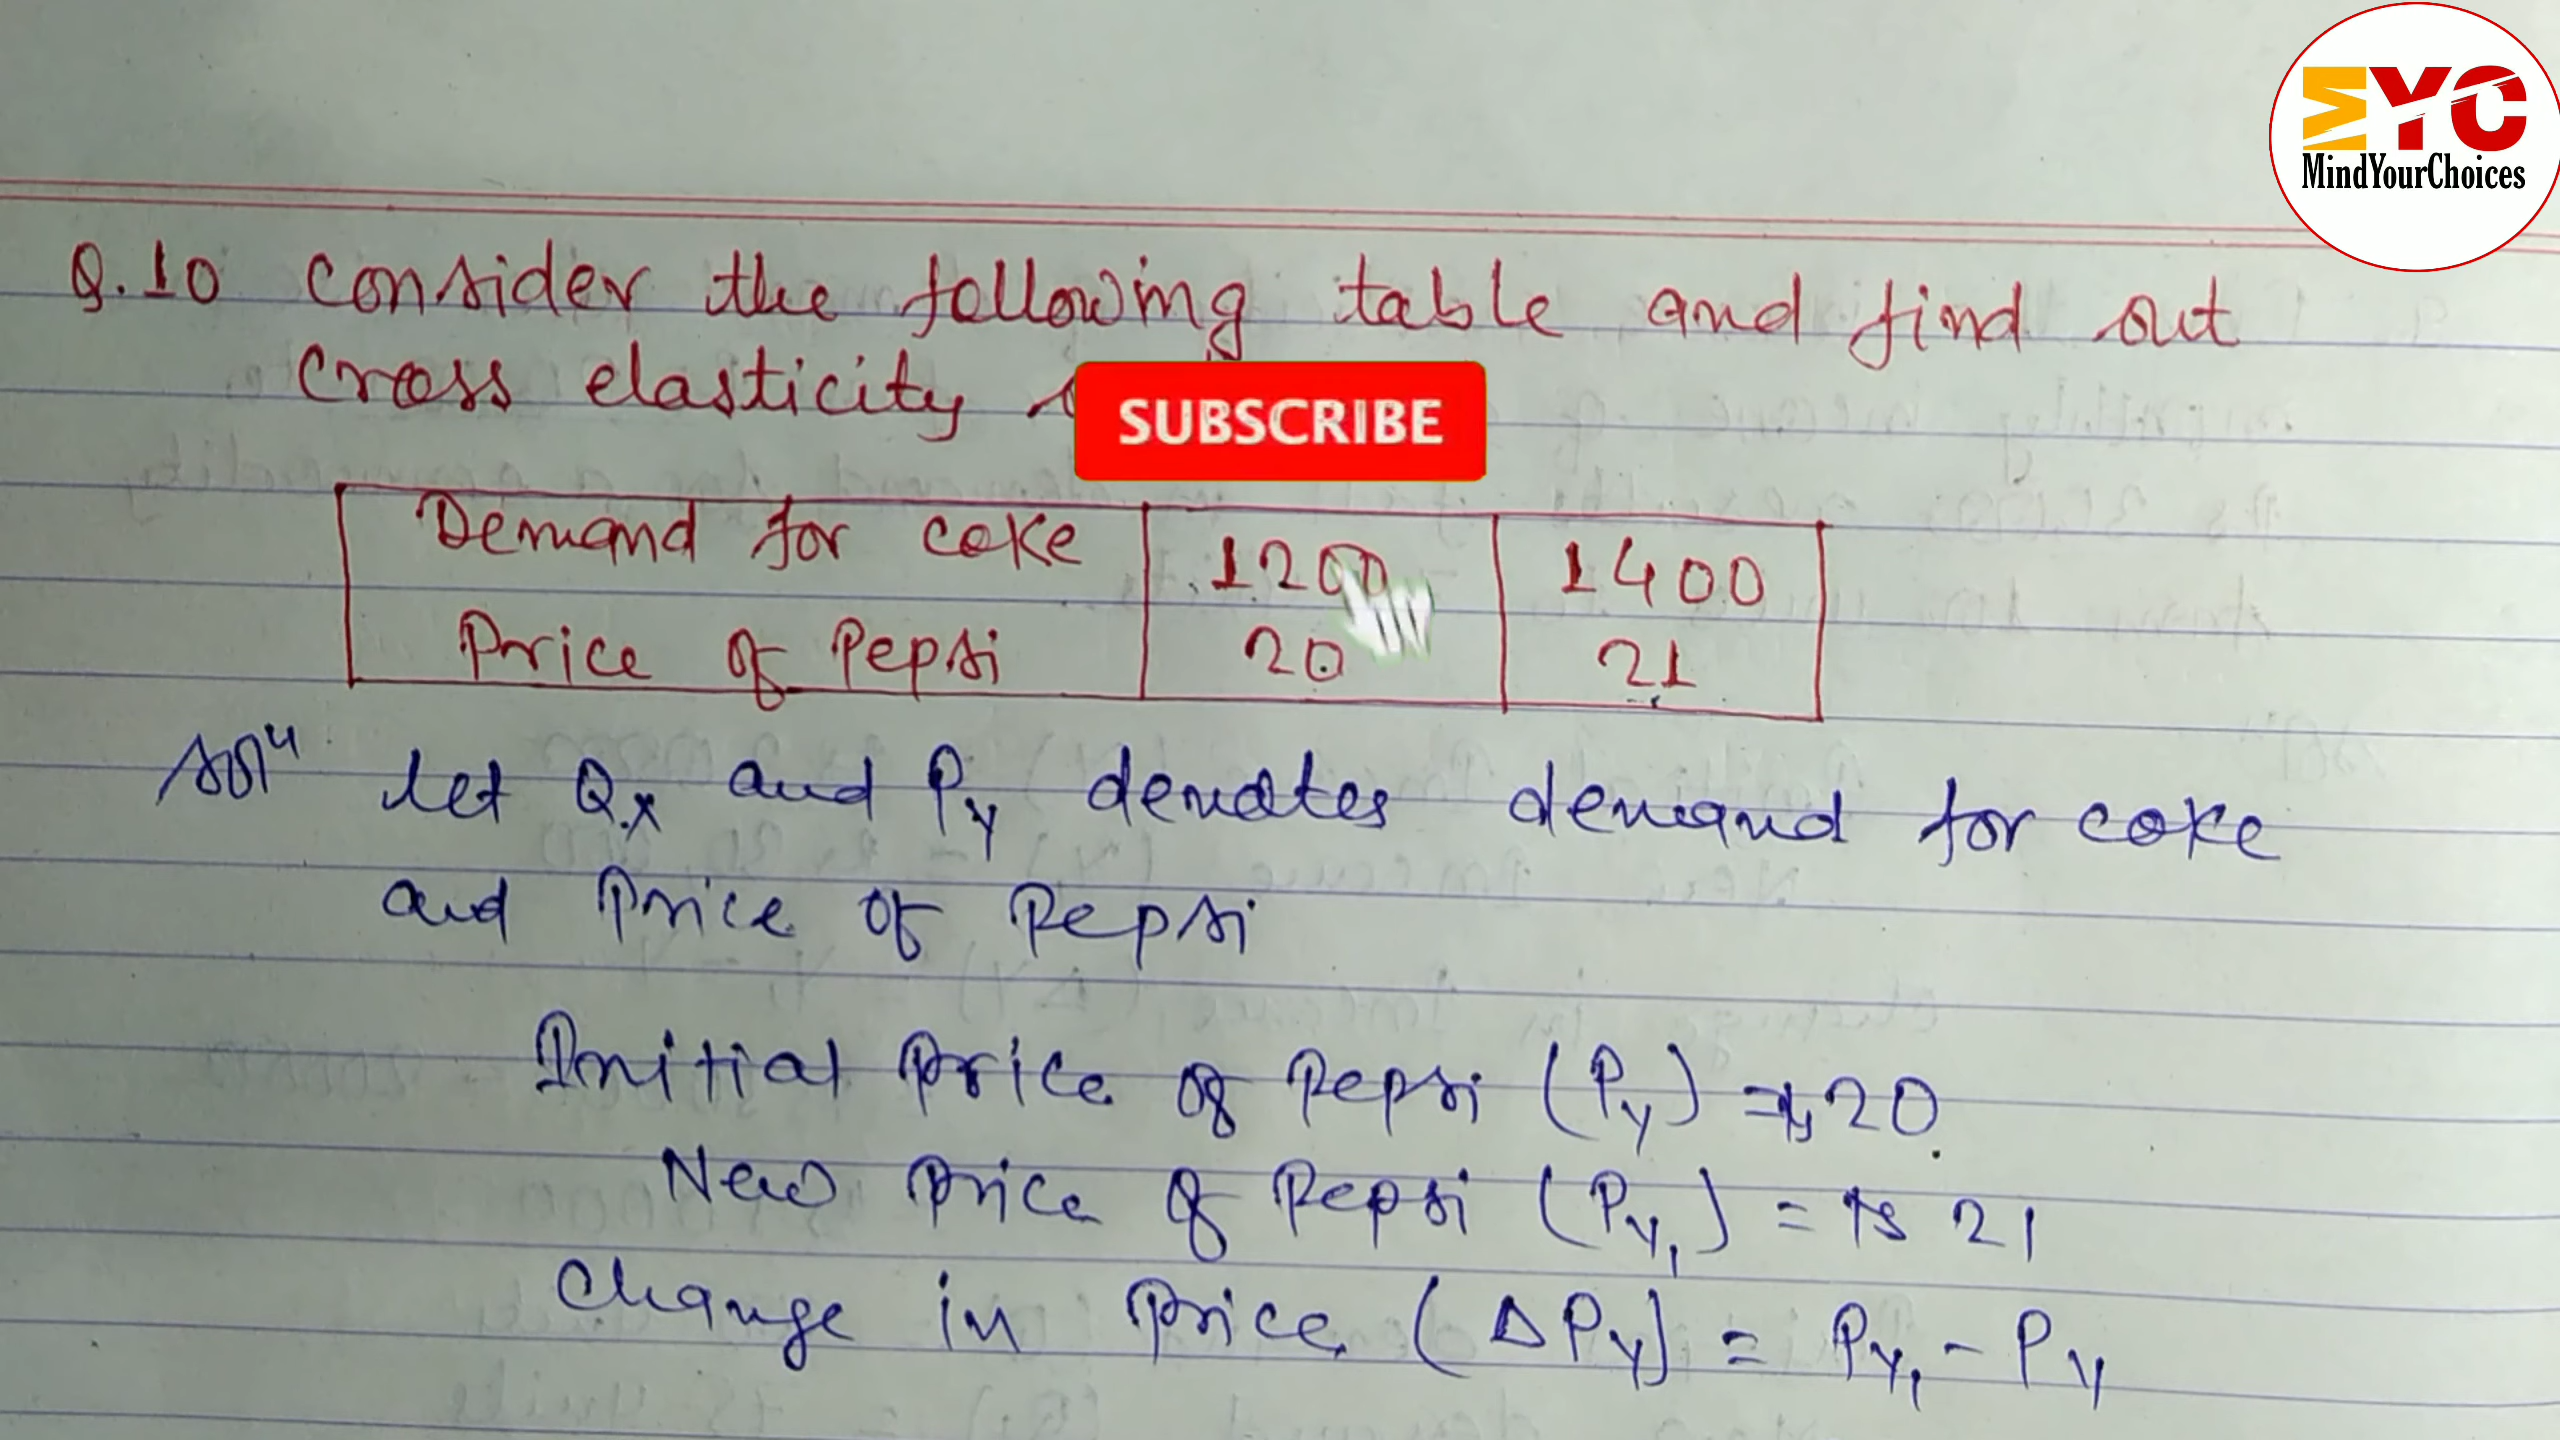 MYC
MindYourChoices
Q.10 Consider the following table and find out
Cross elasticity
SUBSCRIBE
Demand for coke 1200 1400
Price of Pepsi 20 21
Solⁿ Let Qx and Py denotes demand for coke
and Price of Pepsi
Initial Price of Pepsi (Py) = Rs 20
New Price of Pepsi (Py₁) = Rs 21
Change in Price (ΔPy) = Py₁ - Py